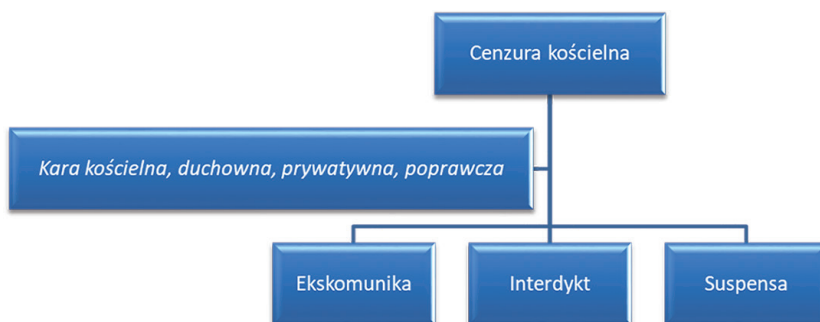 Cenzura kościelna
Kara kościelna, duchowna, prywatywna, poprawcza
Ekskomunika
Interdykt
Suspensa